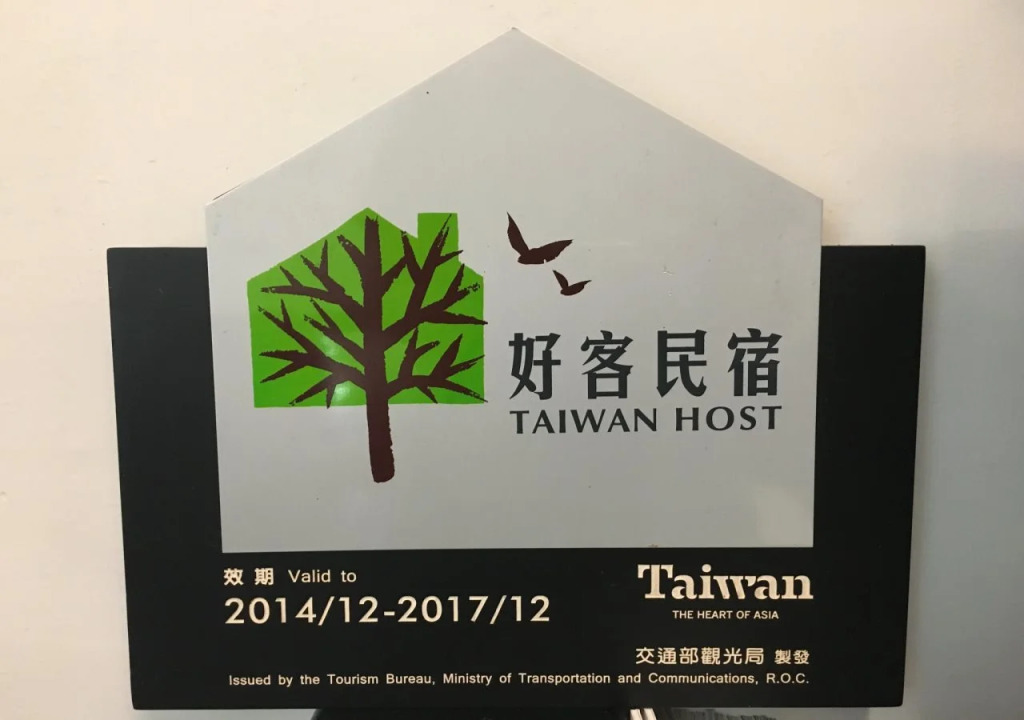 好客民宿
TAIWAN HOST
效期 Valid to
2014/12-2017/12
Taiwan
THE HEART OF ASIA
交通部觀光局 製發
Issued by the Tourism Bureau, Ministry of Transportation and Communications, R.O.C.